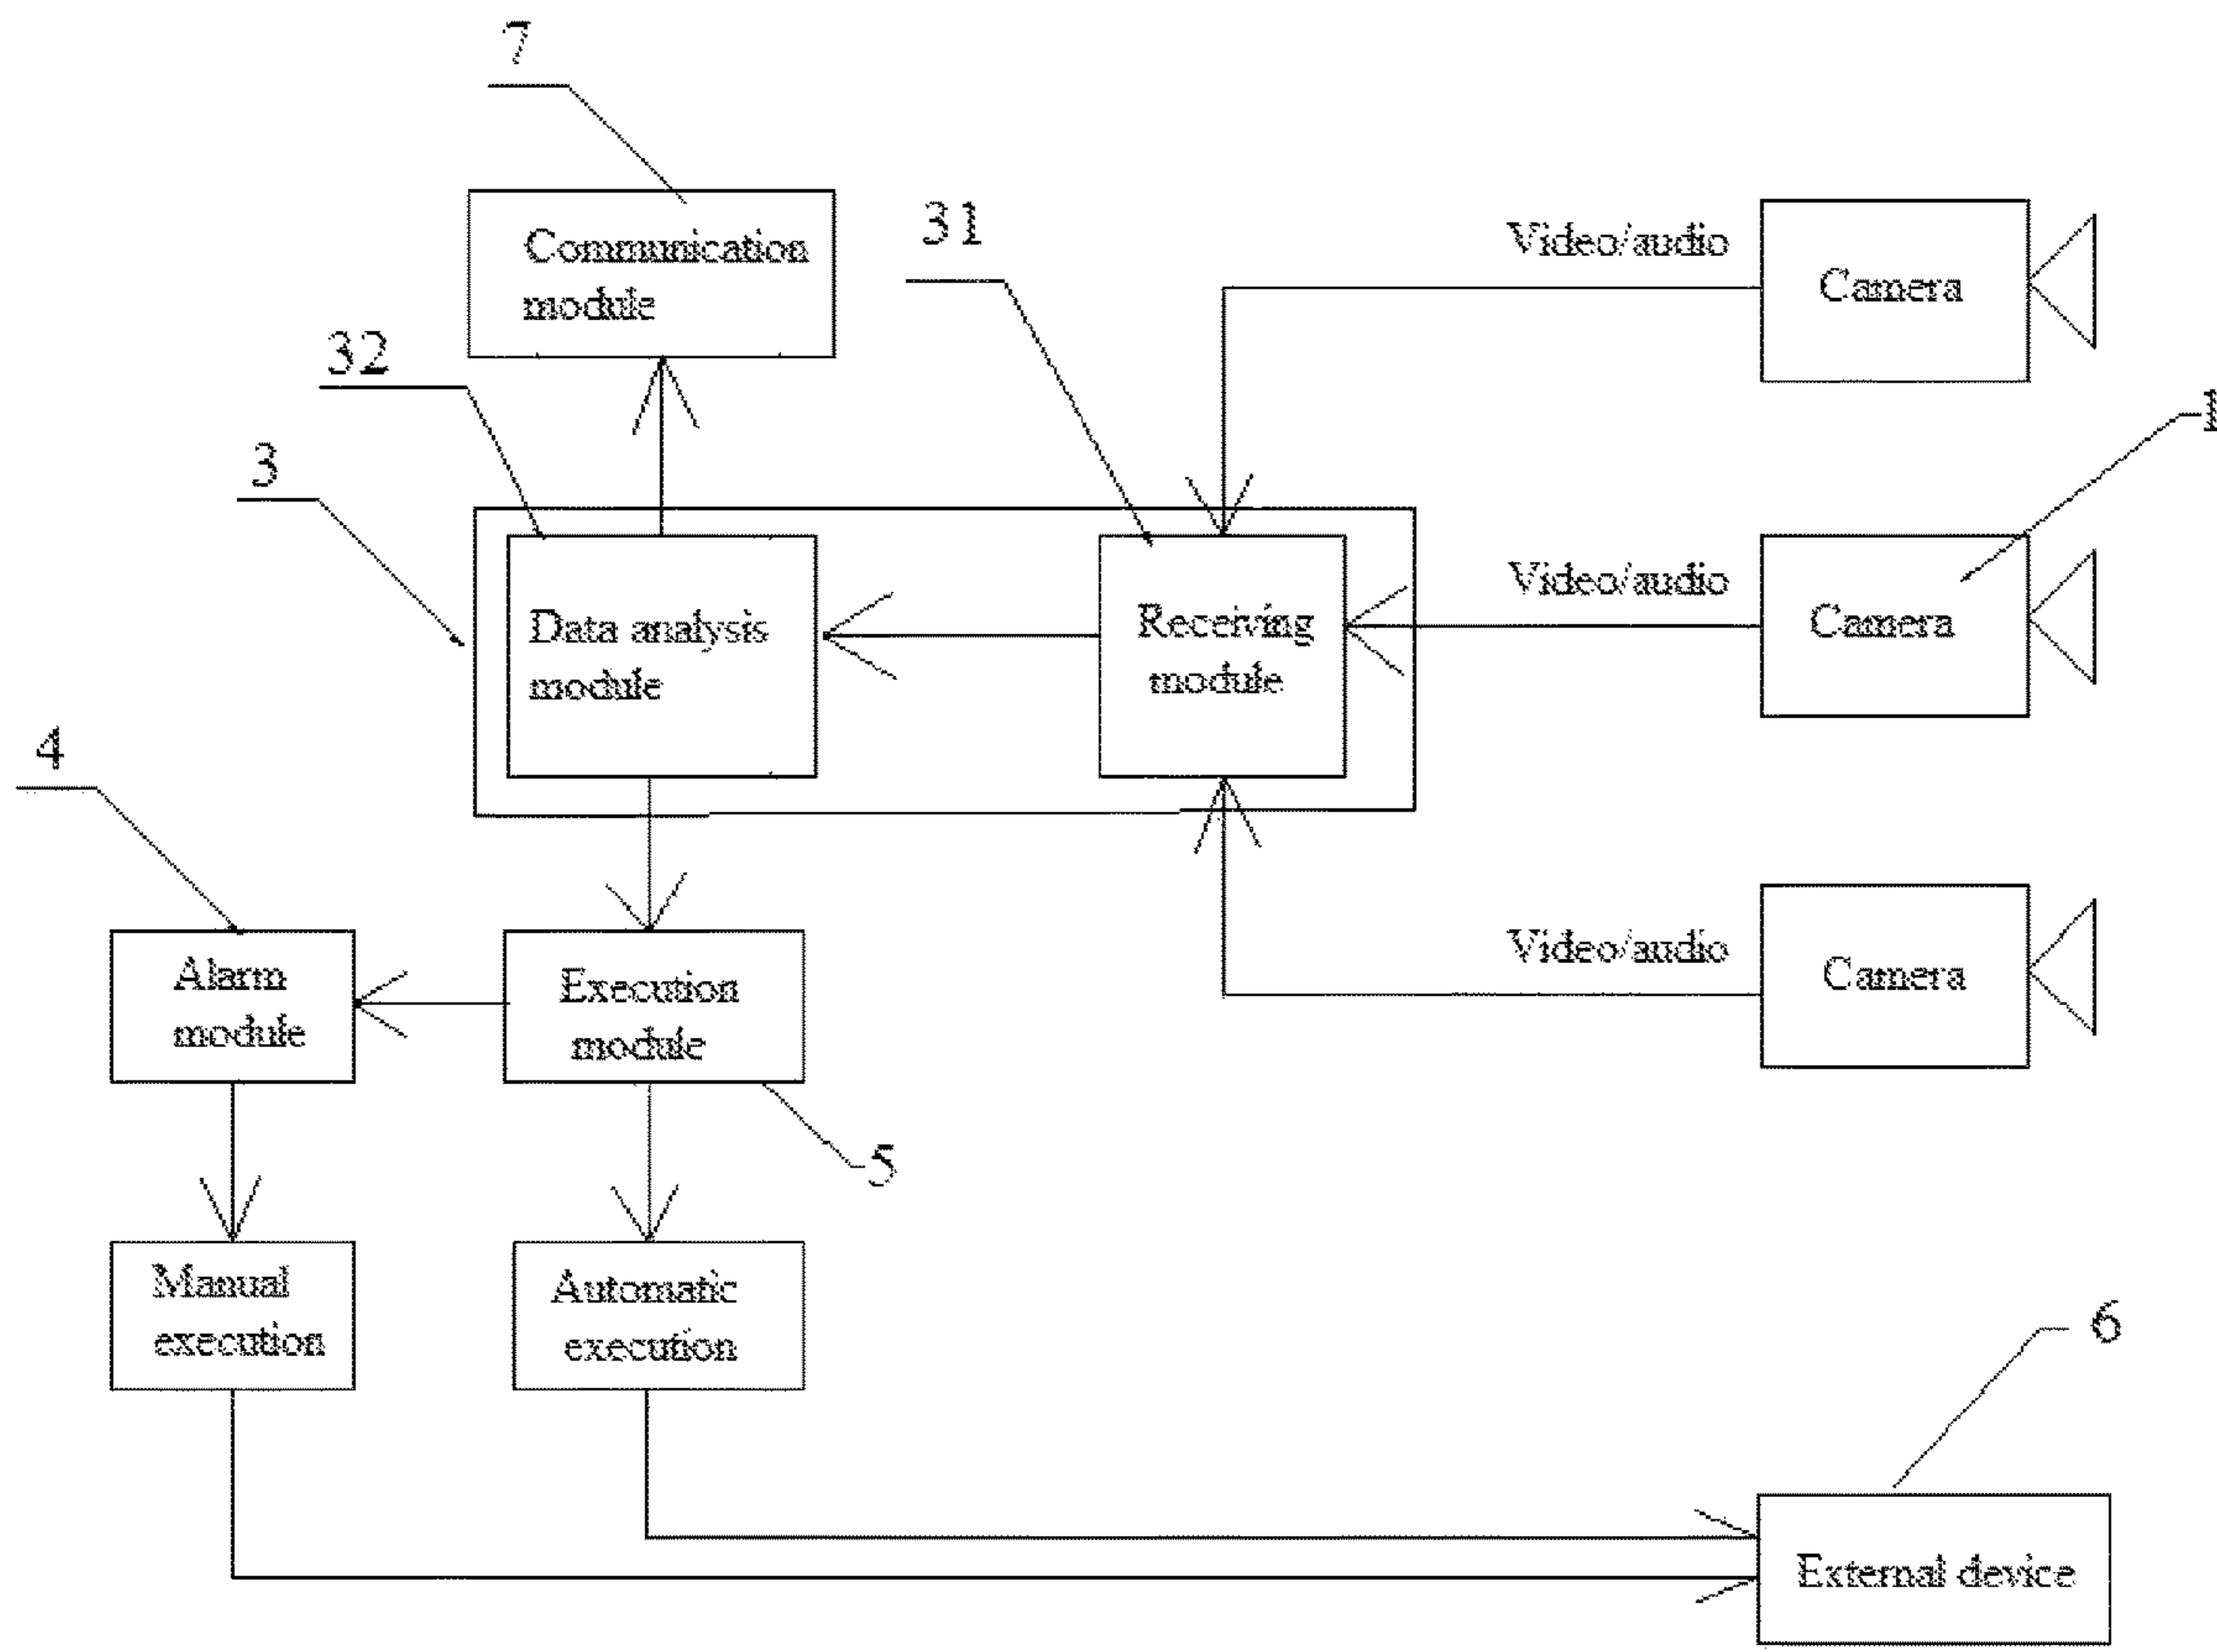 7
Communication
module
31
Video/audio
Camera
32
1
3
Data analysis
module
Receiving
module
Video/audio
Camera
4
Alarm
module
Execution
module
Video/audio
Camera
5
Manual
execution
Automatic
execution
6
External device